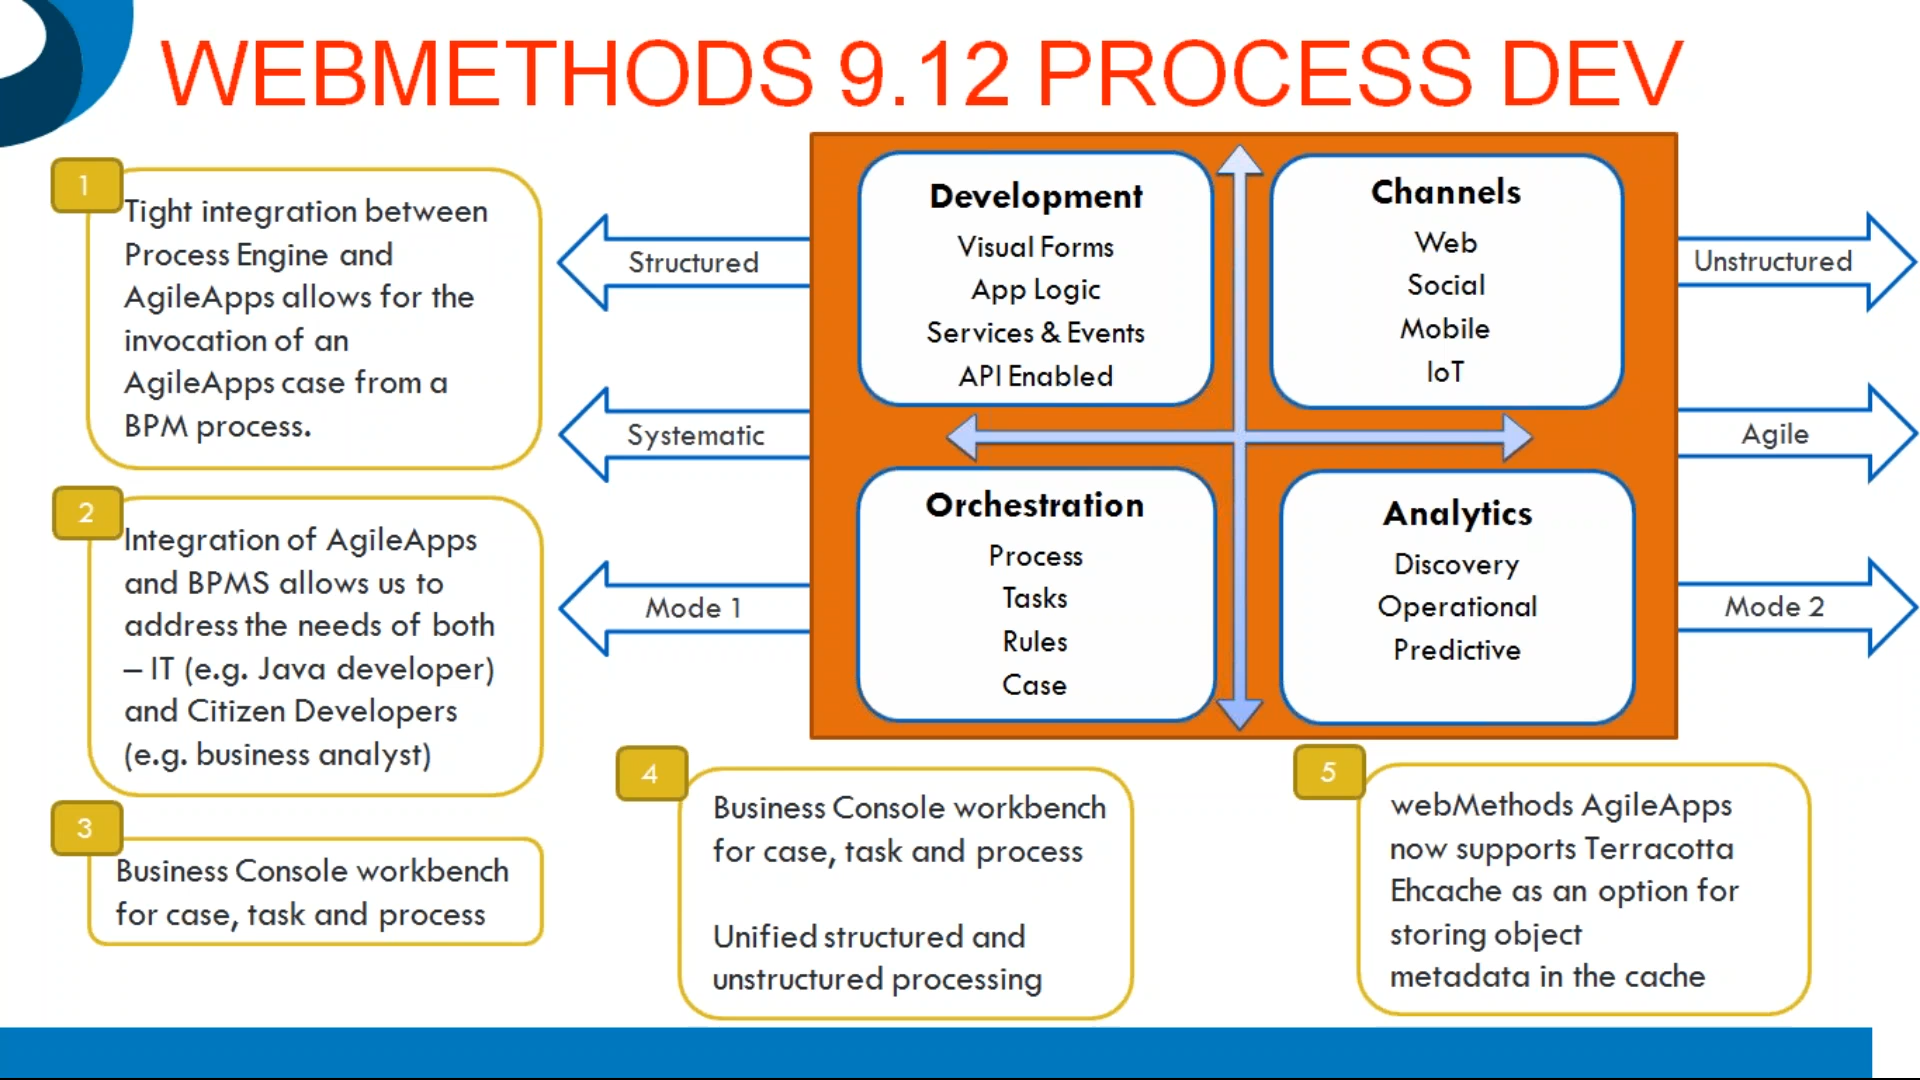 WEBMETHODS 9.12 PROCESS DEV
1
Tight integration between
Process Engine and
AgileApps allows for the
invocation of an
AgileApps case from a
BPM process.
2
Integration of AgileApps
and BPMS allows us to
address the needs of both
– IT (e.g. Java developer)
and Citizen Developers
(e.g. business analyst)
3
Business Console workbench
for case, task and process
Structured
Systematic
Mode 1
Development
Visual Forms
App Logic
Services & Events
API Enabled
Channels
Web
Social
Mobile
IoT
Orchestration
Process
Tasks
Rules
Case
Analytics
Discovery
Operational
Predictive
Unstructured
Agile
Mode 2
4
Business Console workbench
for case, task and process
Unified structured and
unstructured processing
5
webMethods AgileApps
now supports Terracotta
Ehcache as an option for
storing object
metadata in the cache